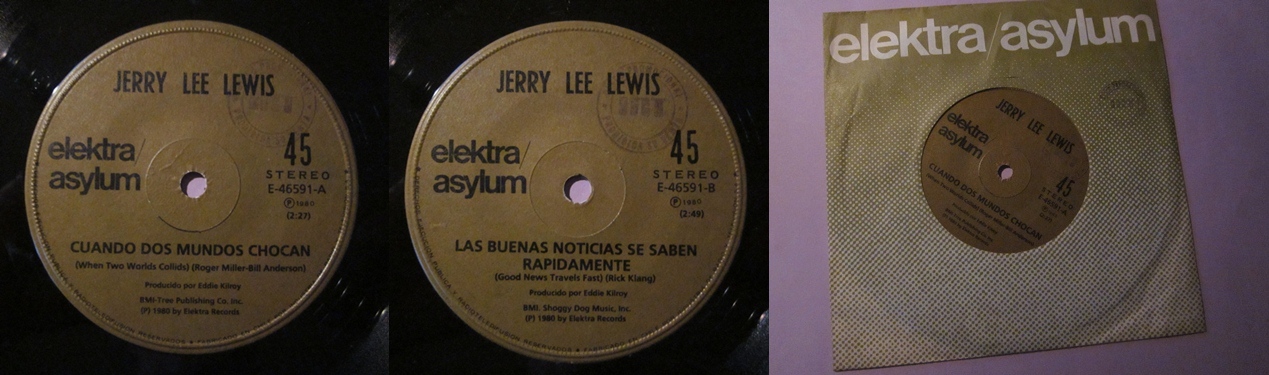 JERRY LEE LEWIS
elektra/
asylum
45
STEREO
E-46591-A
Ⓟ 1980
(2:27)
CUANDO DOS MUNDOS CHOCAN
(When Two Worlds Collids) (Roger Miller-Bill Anderson)
Producido por Eddie Kilroy
BMI-Tree Publishing Co. Inc.
(P) 1980 by Elektra Records
JERRY LEE LEWIS
elektra/
asylum
45
STEREO
E-46591-B
Ⓟ 1980
(2:49)
LAS BUENAS NOTICIAS SE SABEN
RAPIDAMENTE
(Good News Travels Fast) (Rick Klang)
Producido por Eddie Kilroy
BMI. Shoggy Dog Music, Inc.
(P) 1980 by Elektra Records
elektra/asylum
JERRY LEE LEWIS
elektra/
asylum
45
STEREO
E-46591-A
CUANDO DOS MUNDOS CHOCAN